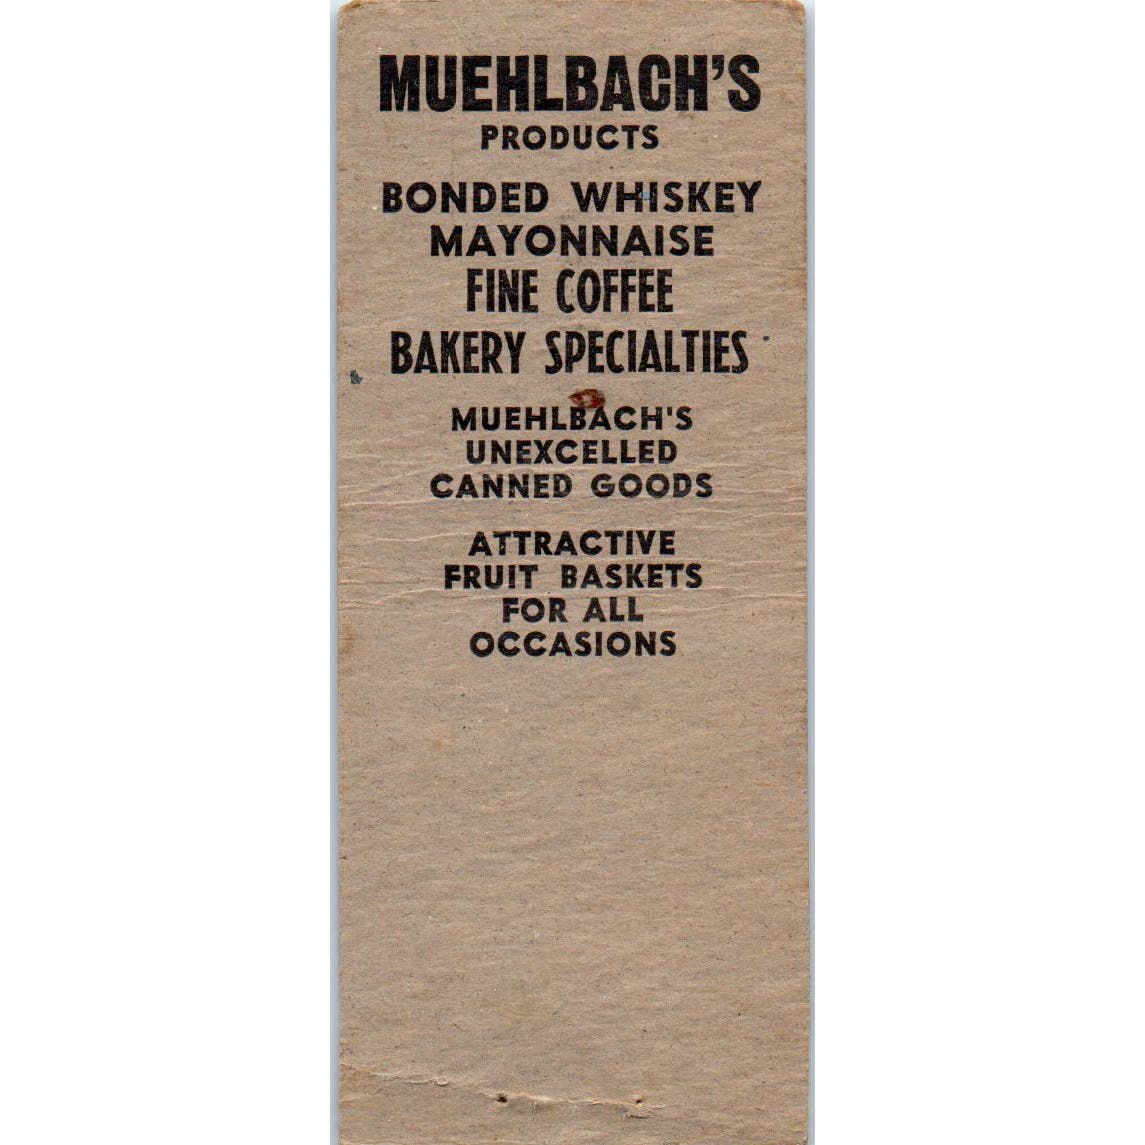 MUEHLBACH'S
PRODUCTS
BONDED WHISKEY
MAYONNAISE
FINE COFFEE
BAKERY SPECIALTIES
MUEHLBACH'S
UNEXCELLED
CANNED GOODS
ATTRACTIVE
FRUIT BASKETS
FOR ALL
OCCASIONS